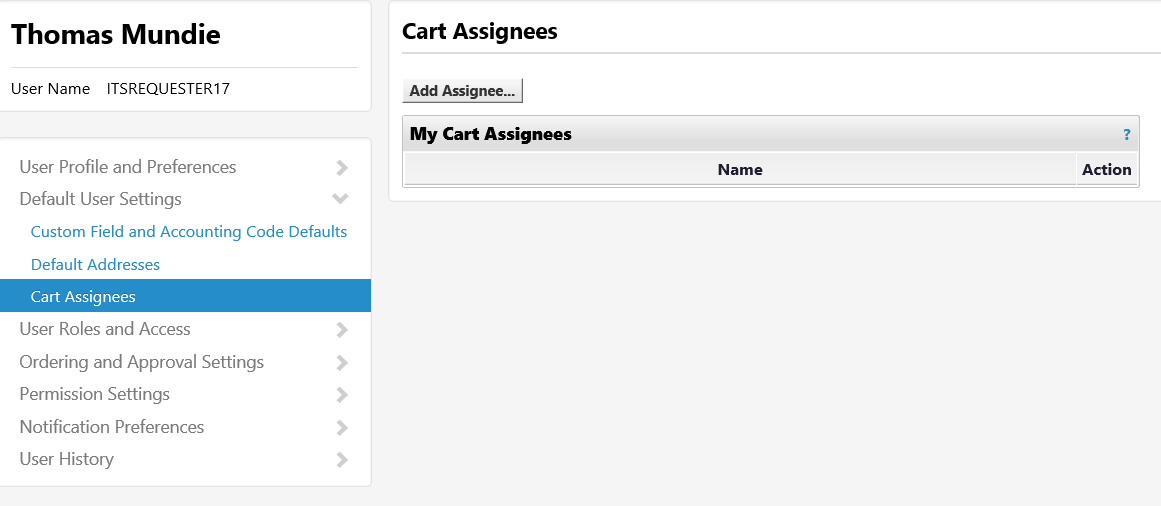 Thomas Mundie
User Name ITSREQUESTER17
User Profile and Preferences
Default User Settings
Custom Field and Accounting Code Defaults
Default Addresses
Cart Assignees
User Roles and Access
Ordering and Approval Settings
Permission Settings
Notification Preferences
User History
Cart Assignees
Add Assignee...
My Cart Assignees ?
Name Action